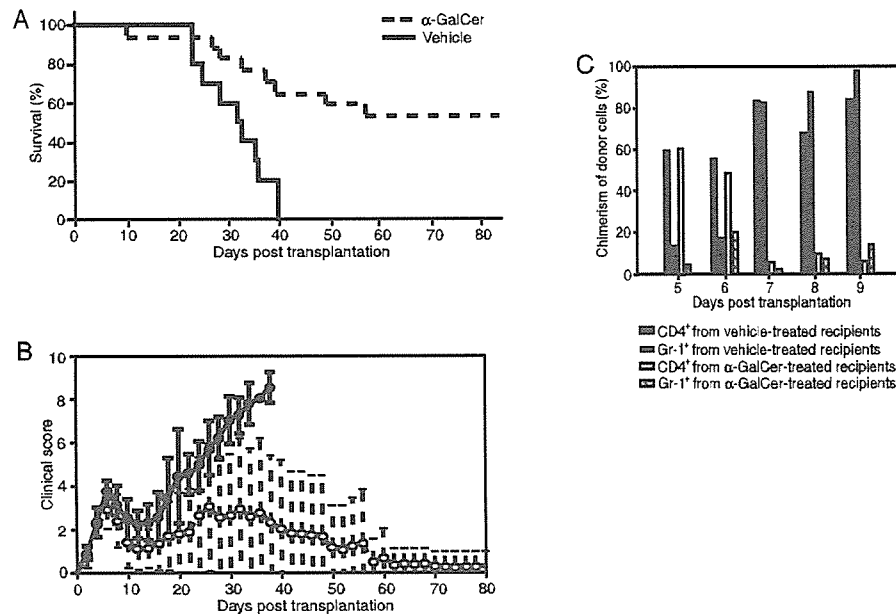 A
α-GalCer
Vehicle
100
80
60
40
20
0
Survival (%)
0 10 20 30 40 50 60 70 80
Days post transplantation
B
10
8
6
4
2
0
Clinical score
0 10 20 30 40 50 60 70 80
Days post transplantation
C
100
80
60
40
20
0
Chimerism of donor cells (%)
5 6 7 8 9
Days post transplantation
CD4⁺ from vehicle-treated recipients
Gr-1⁺ from vehicle-treated recipients
CD4⁺ from α-GalCer-treated recipients
Gr-1⁺ from α-GalCer-treated recipients